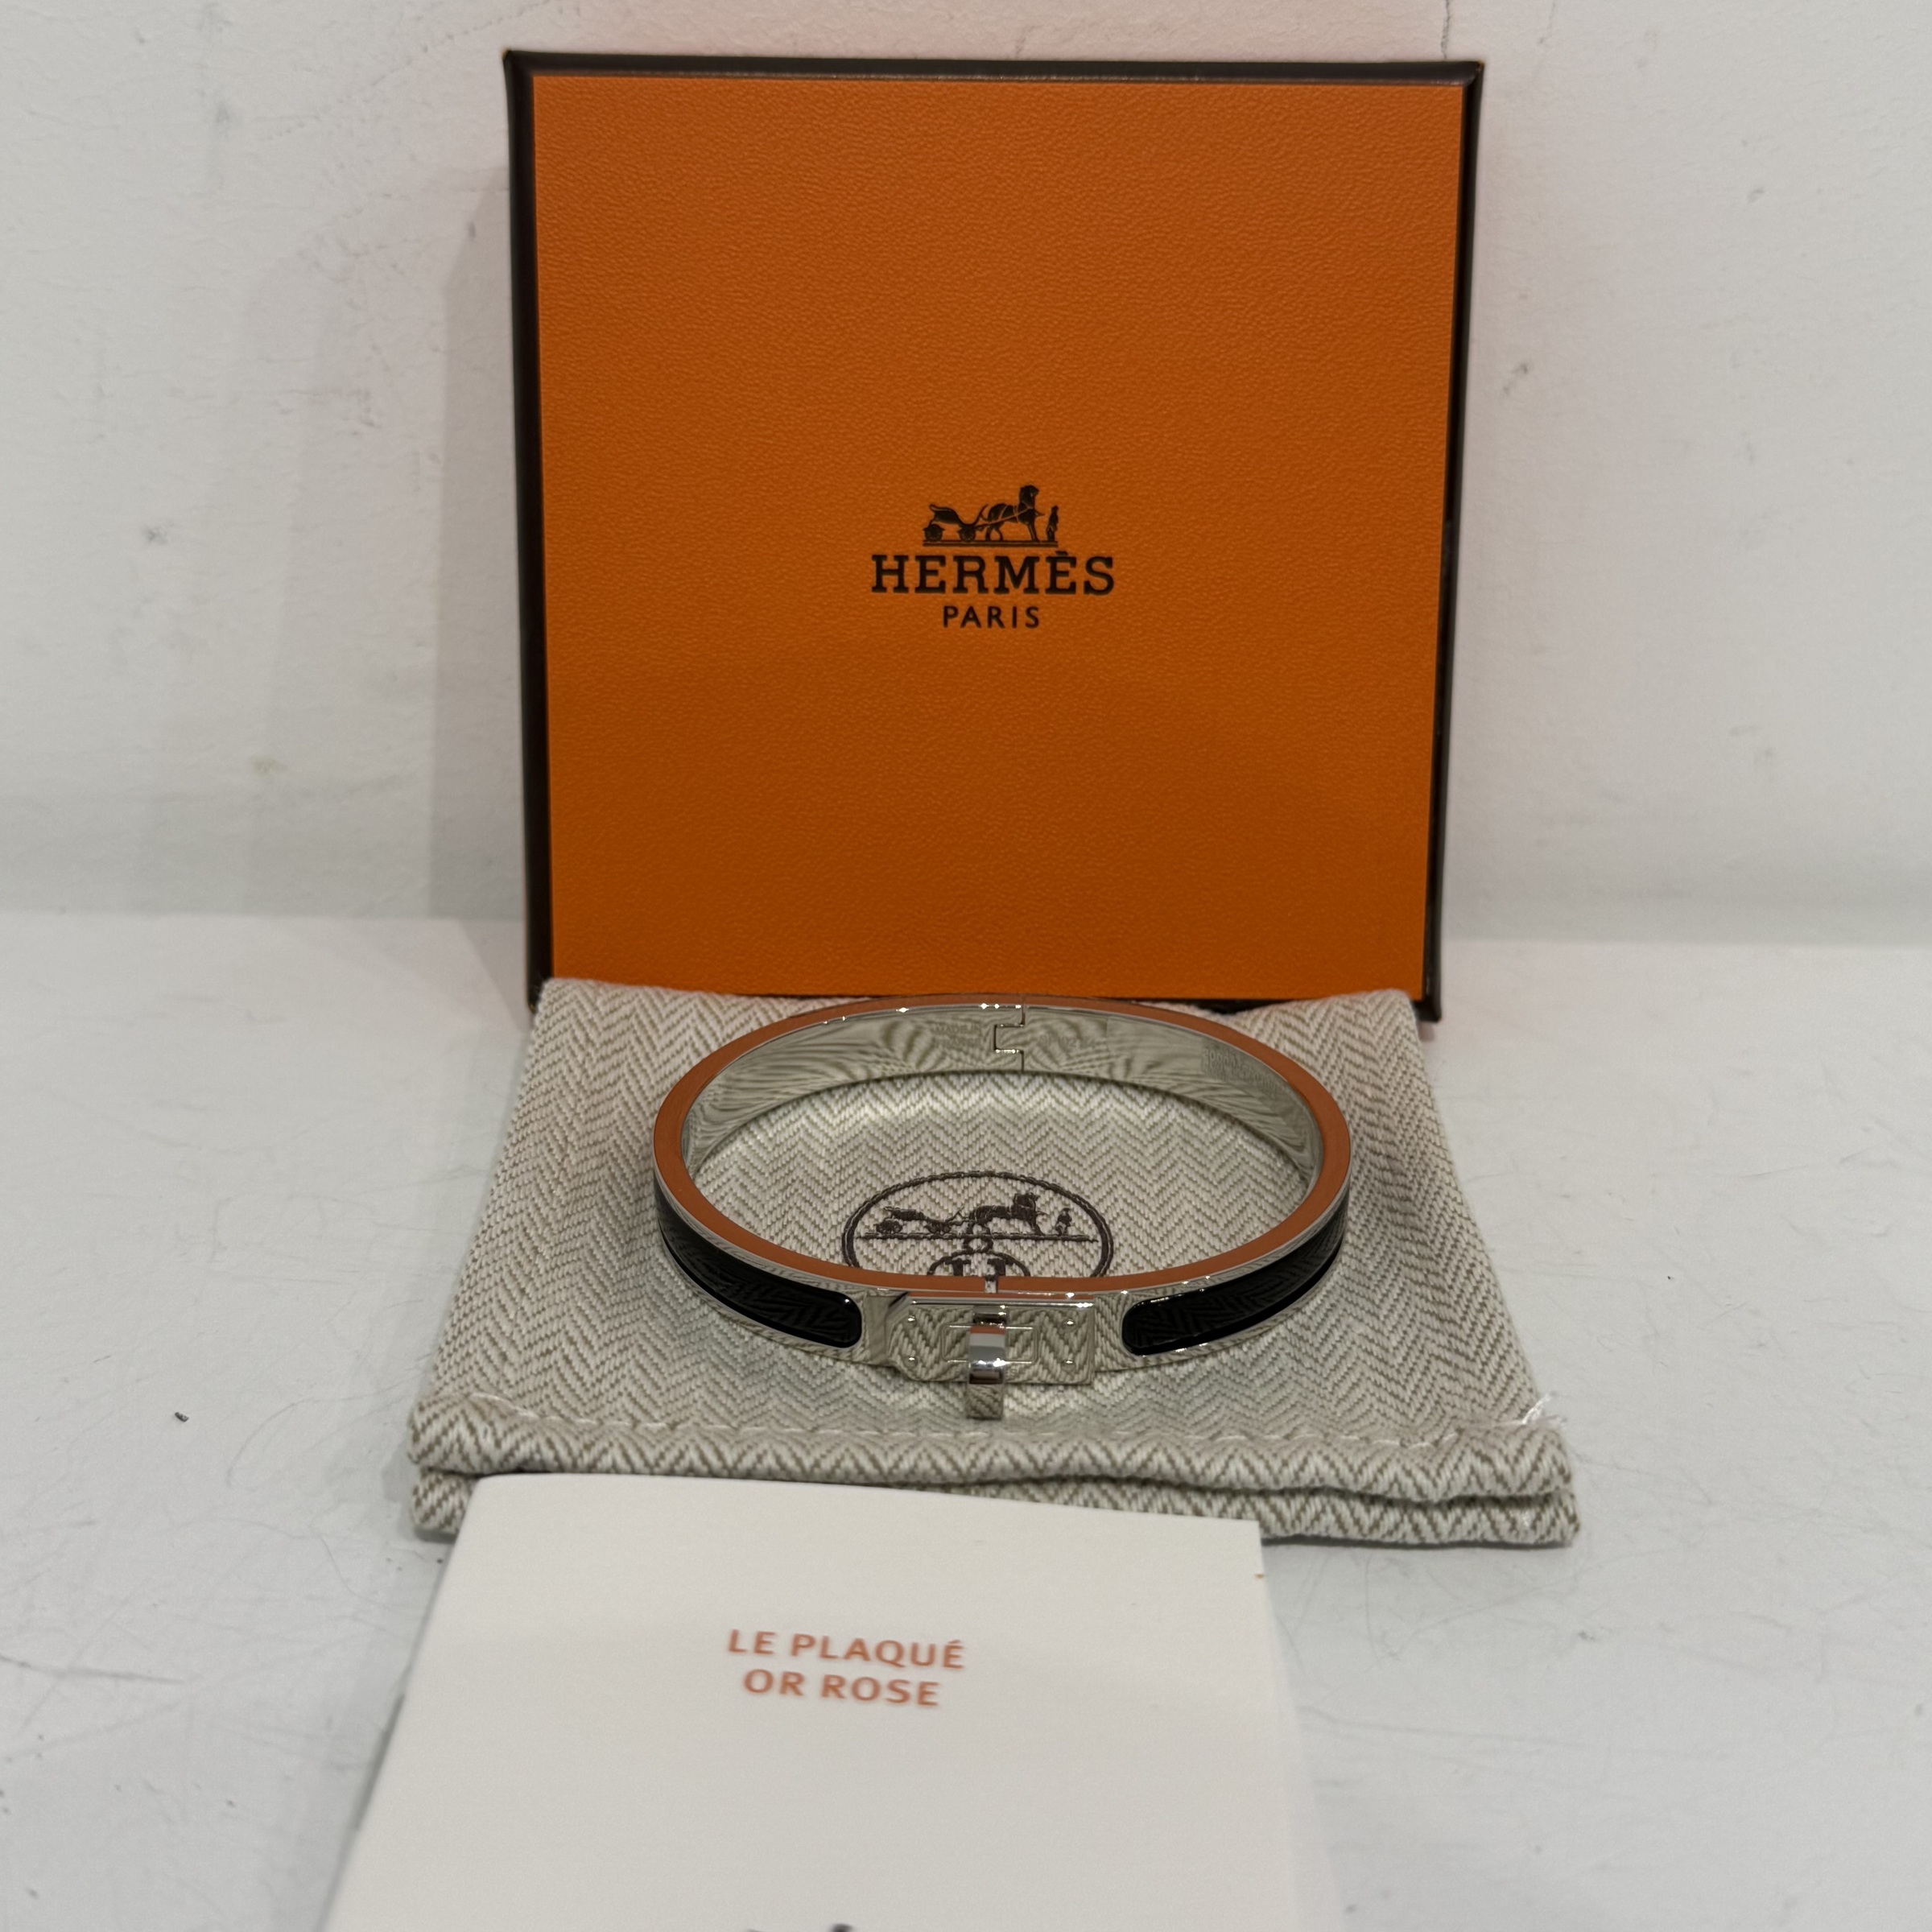 HERMÈS
PARIS
LE PLAQUÉ
OR ROSE